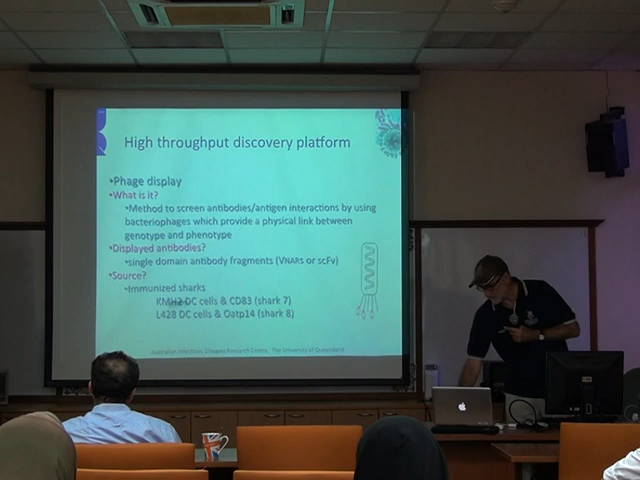 High throughput discovery platform
•Phage display
•What is it?
•Method to screen antibodies/antigen interactions by using
bacteriophages which provide a physical link between
genotype and phenotype
•Displayed antibodies?
•single domain antibody fragments (VNARs or scFv)
•Source?
•Immunized sharks
KMH2 DC cells & CD83 (shark 7)
L428 DC cells & Oatp14 (shark 8)
Australian Infectious Diseases Research Centre, The University of Queensland